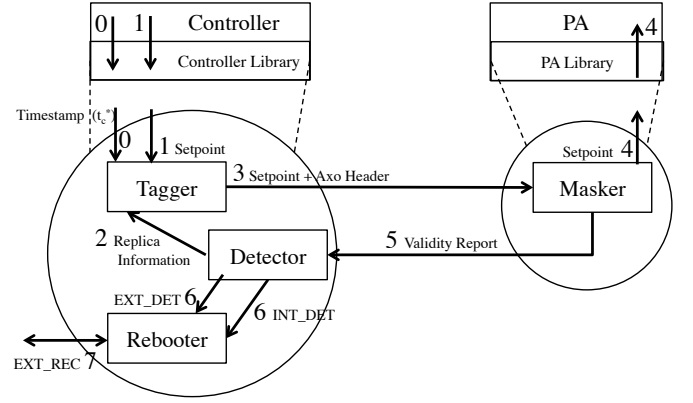 Controller
0 1
Controller Library
PA
4
PA Library
Timestamp (t_c^*)
0
1 Setpoint
Setpoint 4
Tagger
3 Setpoint + Axo Header
Masker
2 Replica
Information
Detector
5 Validity Report
EXT_DET 6
6 INT_DET
Rebooter
EXT_REC 7